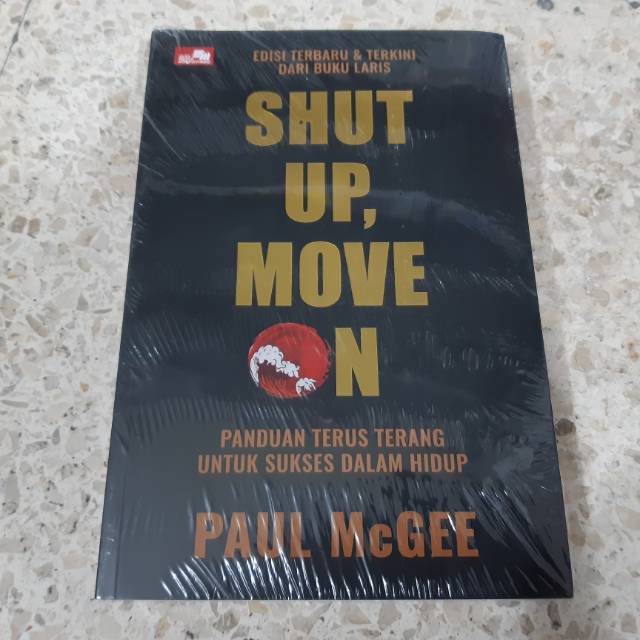 EDISI TERBARU & TERKINI
DARI BUKU LARIS
SHUT
UP,
MOVE
ON
PANDUAN TERUS TERANG
UNTUK SUKSES DALAM HIDUP
PAUL McGEE